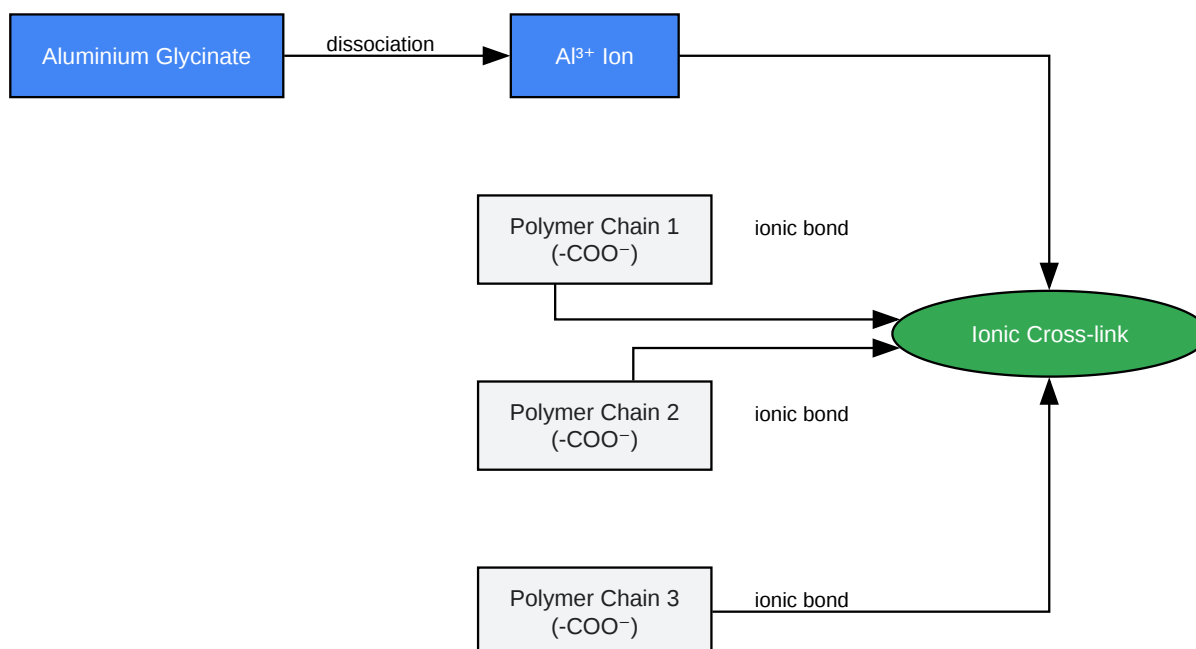 Aluminium Glycinate
dissociation
Al³⁺ Ion
Polymer Chain 1
(-COO⁻)
ionic bond
Ionic Cross-link
Polymer Chain 2
(-COO⁻)
ionic bond
Polymer Chain 3
(-COO⁻)
ionic bond